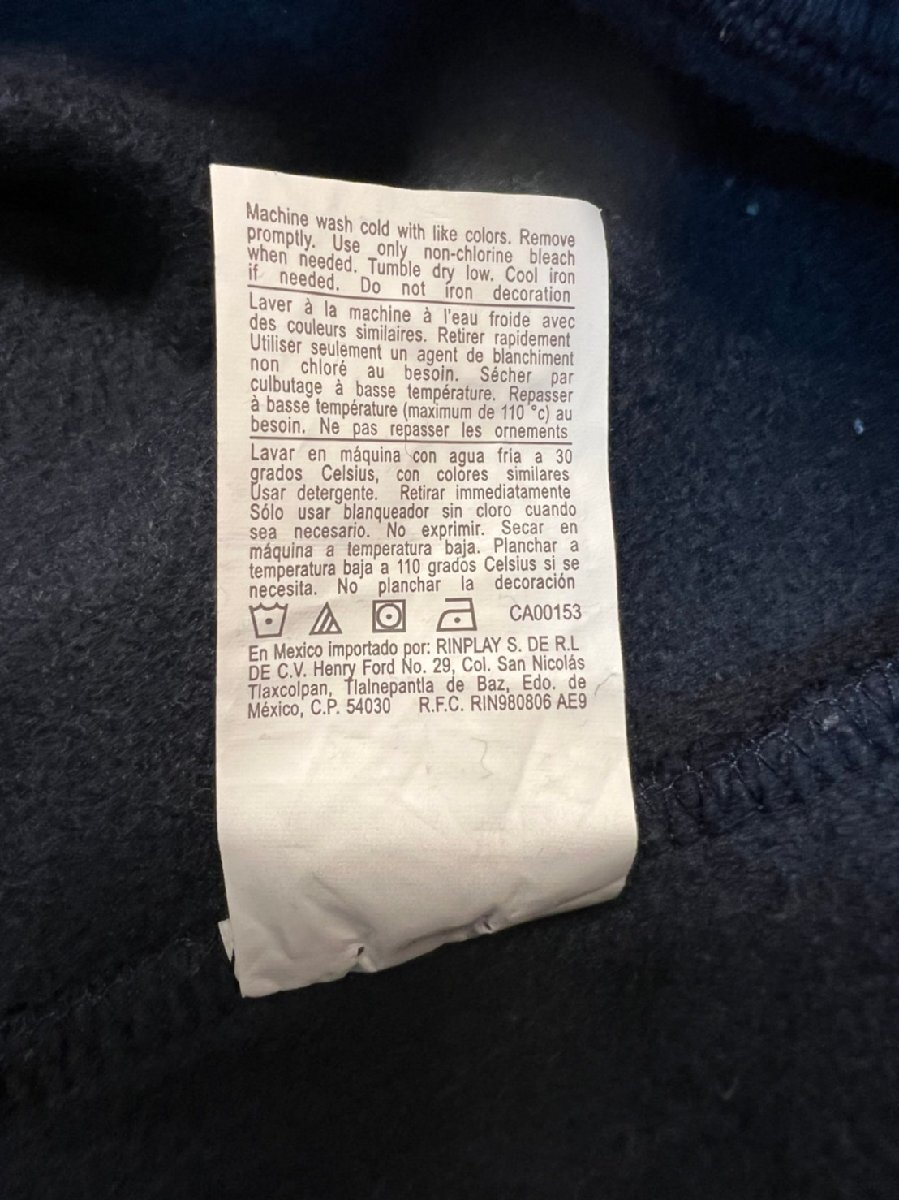 Machine wash cold with like colors. Remove
promptly. Use only non-chlorine bleach
when needed. Tumble dry low. Cool iron
if needed. Do not iron decoration
Laver à la machine à l'eau froide avec
des couleurs similaires. Retirer rapidement
Utiliser seulement un agent de blanchiment
non chloré au besoin. Sécher par
culbutage à basse température. Repasser
à basse température (maximum de 110 °c) au
besoin. Ne pas repasser les ornements
Lavar en máquina con agua fria a 30
grados Celsius, con colores similares
Usar detergente. Retirar immediatamente
Sólo usar blanqueador sin cloro cuando
sea necesario. No exprimir. Secar en
máquina a temperatura baja. Planchar a
temperatura baja a 110 grados Celsius si se
necesita. No planchar la decoración
CA00153
En Mexico importado por: RINPLAY S. DE R.L
DE C.V. Henry Ford No. 29, Col. San Nicolás
Tlaxcolpan, Tlalnepantla de Baz, Edo. de
México, C.P. 54030 R.F.C. RIN980806 AE9